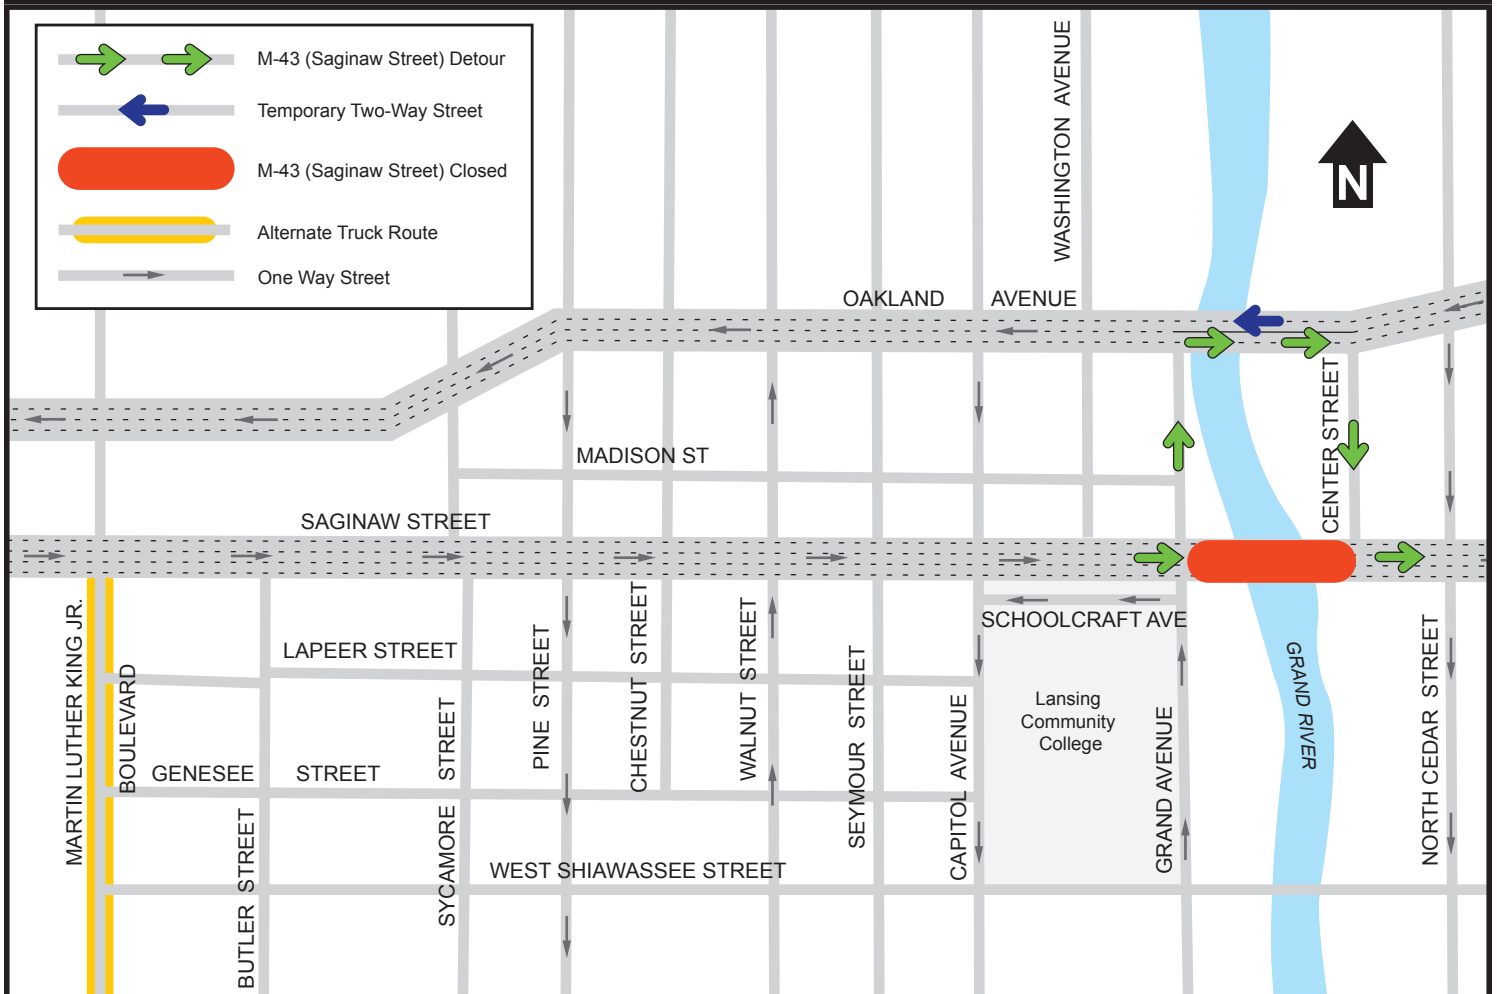 M-43 (Saginaw Street) Detour
Temporary Two-Way Street
M-43 (Saginaw Street) Closed
Alternate Truck Route
One Way Street
WASHINGTON AVENUE
N
OAKLAND AVENUE
CENTER STREET
MADISON ST
SAGINAW STREET
SCHOOLCRAFT AVE
MARTIN LUTHER KING JR.
BOULEVARD
LAPEER STREET
GENESEE STREET
BUTLER STREET
SYCAMORE STREET
PINE STREET
CHESTNUT STREET
WALNUT STREET
SEYMOUR STREET
CAPITOL AVENUE
Lansing
Community
College
GRAND AVENUE
GRAND RIVER
NORTH CEDAR STREET
WEST SHIAWASSEE STREET